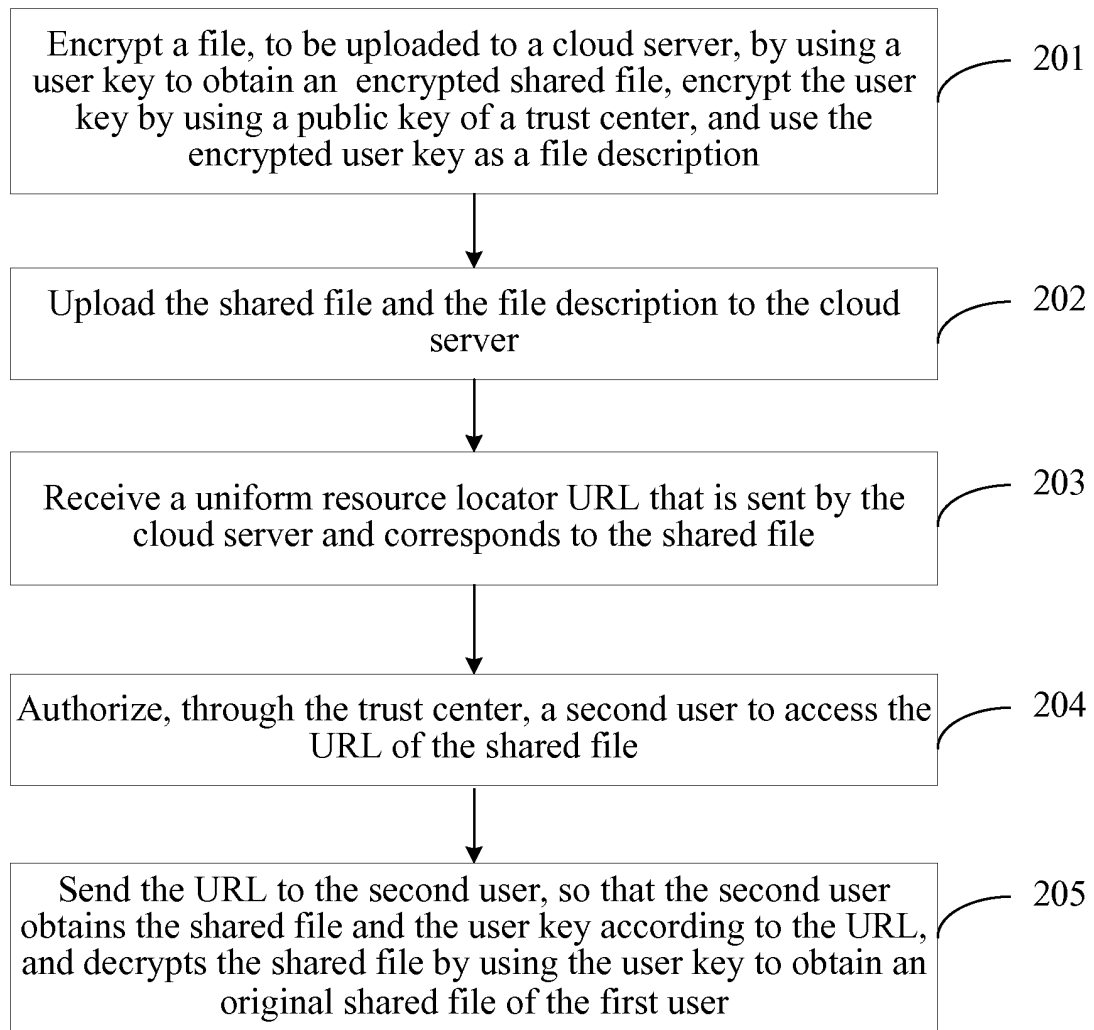 Encrypt a file, to be uploaded to a cloud server, by using a
user key to obtain an encrypted shared file, encrypt the user
key by using a public key of a trust center, and use the
encrypted user key as a file description
201
Upload the shared file and the file description to the cloud
server
202
Receive a uniform resource locator URL that is sent by the
cloud server and corresponds to the shared file
203
Authorize, through the trust center, a second user to access the
URL of the shared file
204
Send the URL to the second user, so that the second user
obtains the shared file and the user key according to the URL,
and decrypts the shared file by using the user key to obtain an
original shared file of the first user
205